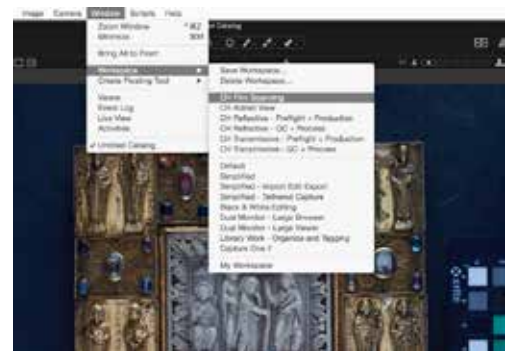 Image Camera Window Scripts Help
Zoom Window ^⌘Z
Minimize ⌘M
Bring All to Front
Workspace
Create Floating Tool
Viewer
Event Log
Live View
Activities
✓ Untitled Catalog
Catalog
Save Workspace...
Delete Workspace...
CH Film Scanning
CH Reflective - Preflight + Production
CH Reflective - QC + Process
CH Transmissive - Preflight + Production
CH Transmissive - QC + Process
Default
Simplified
Simplified - Import Edit Export
Simplified - Tethered Capture
Black & White Editing
Dual Monitor - Large Browser
Dual Monitor - Large Viewer
Library Work - Organize and Tagging
Capture One 7
My Workspace